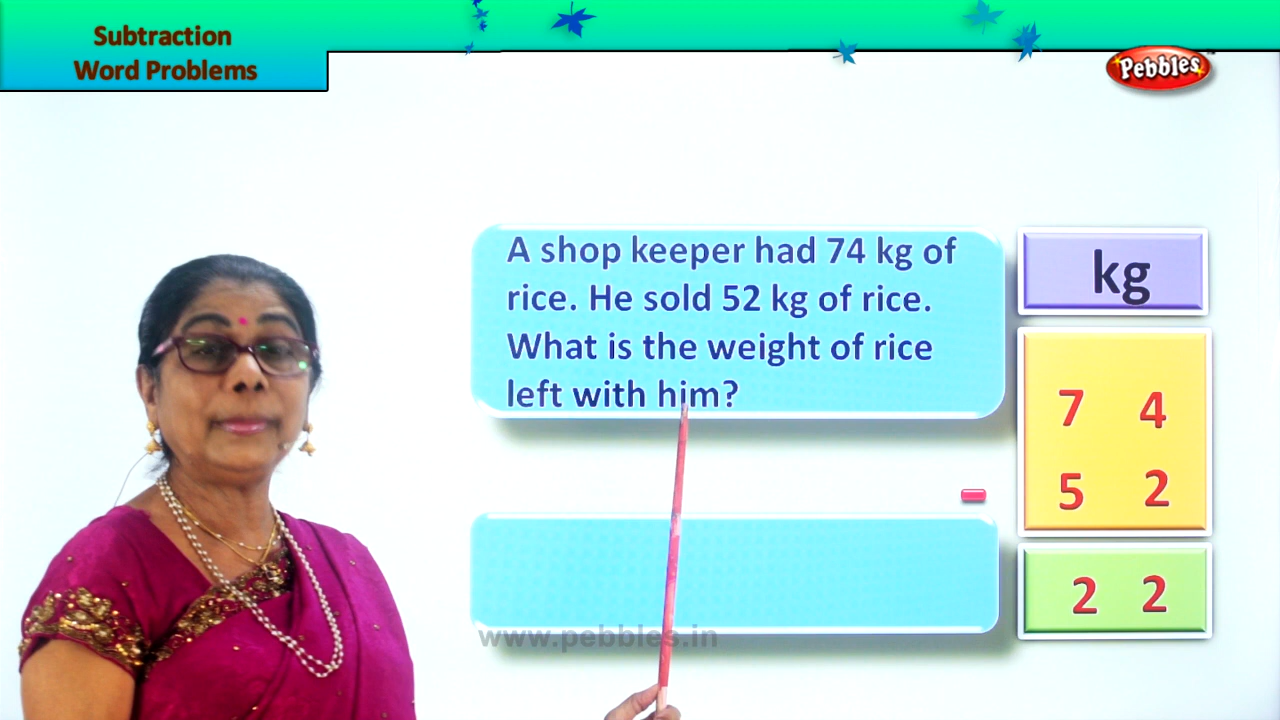 Subtraction
Word Problems
Pebbles
A shop keeper had 74 kg of
rice. He sold 52 kg of rice.
What is the weight of rice
left with him?
kg
7 4
- 5 2
2 2
www.pebbles.in